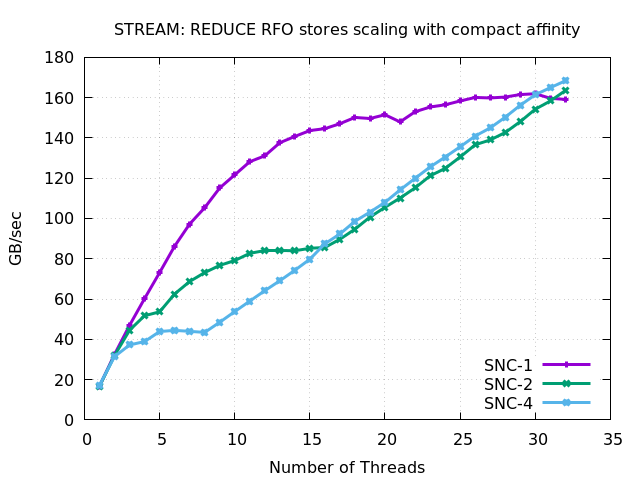 STREAM: REDUCE RFO stores scaling with compact affinity
180
160
140
120
100
80
60
40
20
0
GB/sec
SNC-1
SNC-2
SNC-4
0 5 10 15 20 25 30 35
Number of Threads